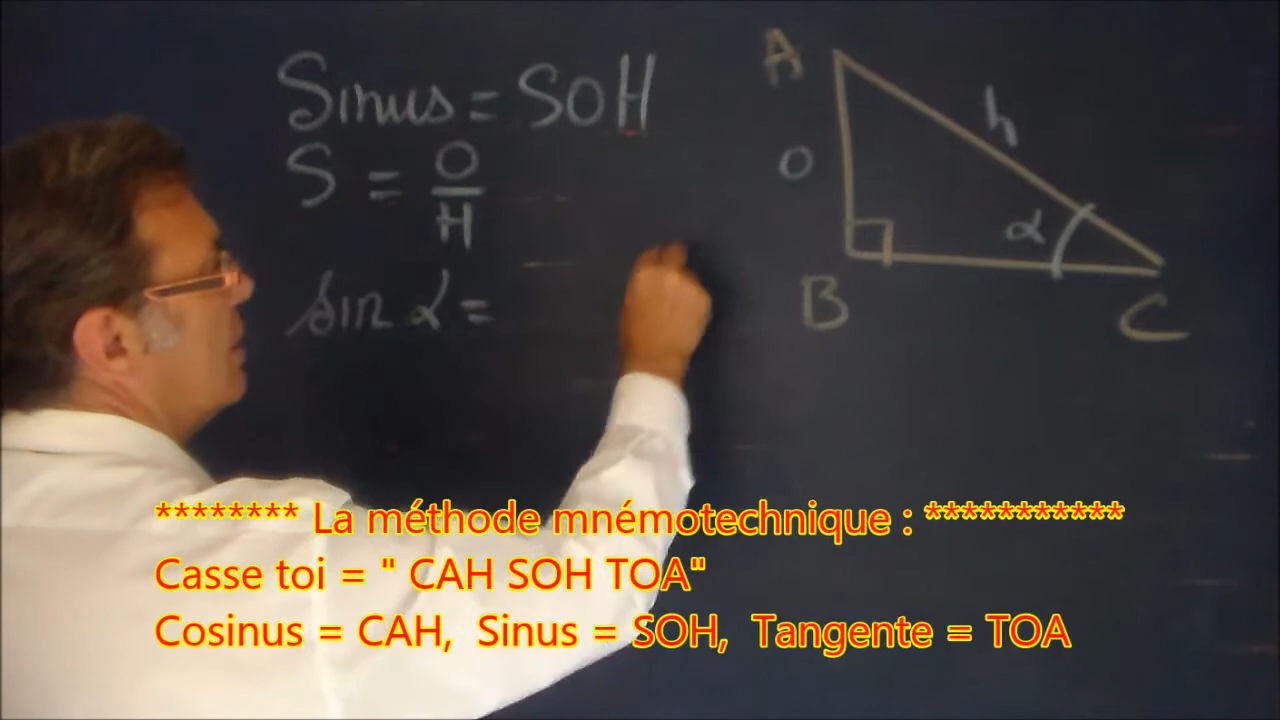 Sinus = SOH
S = O
H
sin α =
A
h
O
α
B
C
******** La méthode mnémotechnique : ***********
Casse toi = " CAH SOH TOA"
Cosinus = CAH, Sinus = SOH, Tangente = TOA